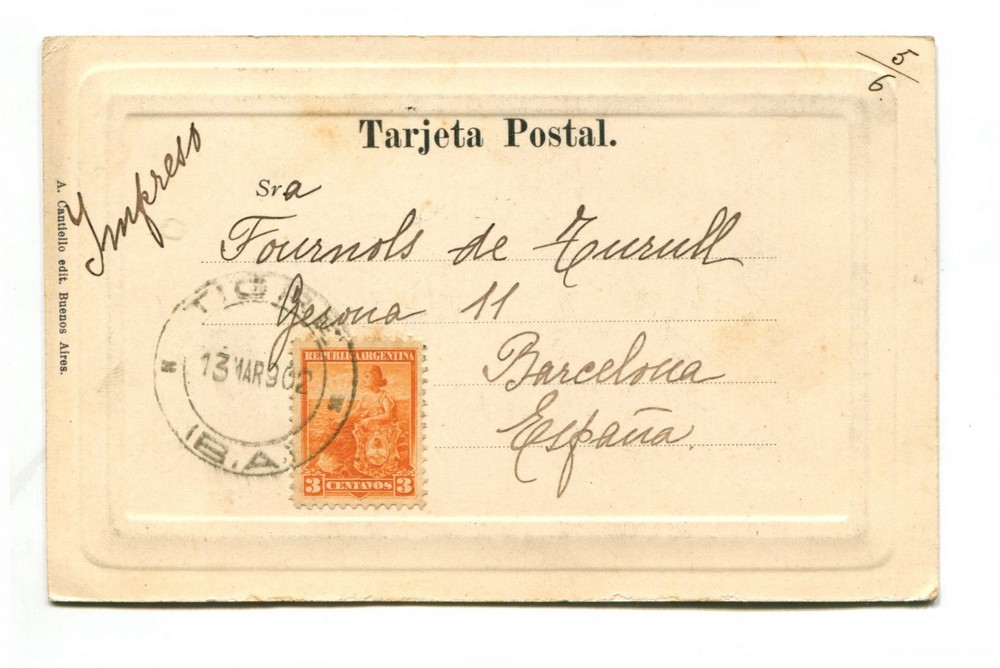 5/6.
Tarjeta Postal.
Impreso
Sra
Fournols de Turull
Gerona 11
Barcelona
España
A. Cantiello edit. Buenos Aires.
13 MAR 902
(B.A.)
REPUBLICA ARGENTINA
3 CENTAVOS 3